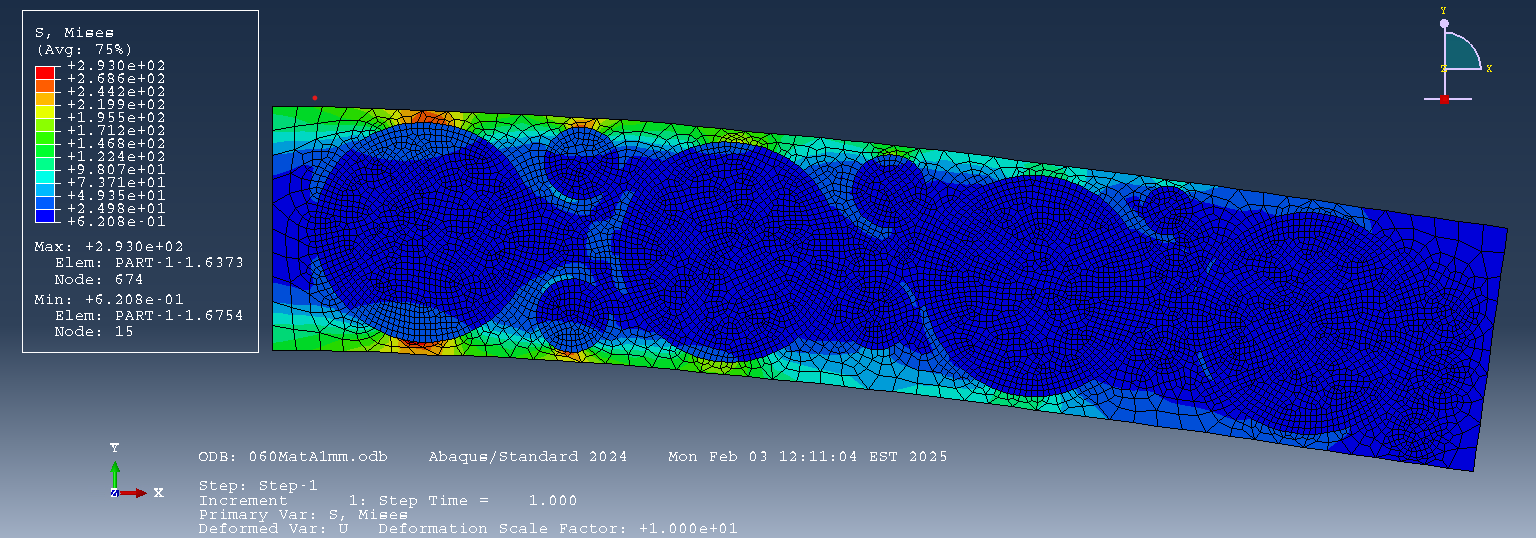 S, Mises
(Avg: 75%)
+2.930e+02
+2.686e+02
+2.442e+02
+2.199e+02
+1.955e+02
+1.712e+02
+1.468e+02
+1.224e+02
+9.807e+01
+7.371e+01
+4.935e+01
+2.498e+01
+6.208e-01
Max: +2.930e+02
Elem: PART-1-1.6373
Node: 674
Min: +6.208e-01
Elem: PART-1-1.6754
Node: 15
Y
X
Z
Y
X
Z
ODB: 060MatA1mm.odb Abaqus/Standard 2024 Mon Feb 03 12:11:04 EST 2025
Step: Step-1
Increment 1: Step Time = 1.000
Primary Var: S, Mises
Deformed Var: U Deformation Scale Factor: +1.000e+01